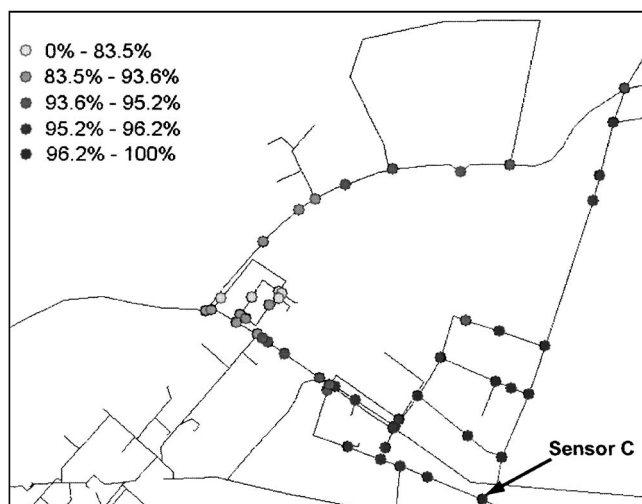 0% - 83.5%
83.5% - 93.6%
93.6% - 95.2%
95.2% - 96.2%
96.2% - 100%
Sensor C